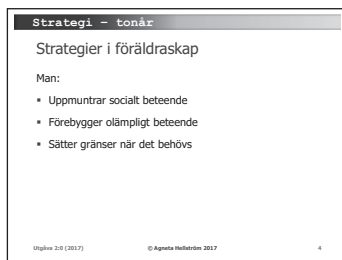 Strategi – tonår
Strategier i föräldraskap
Man:
▪ Uppmuntrar socialt beteende
▪ Förebygger olämpligt beteende
▪ Sätter gränser när det behövs
Utgåva 2:0 (2017) © Agneta Hellström 2017 4